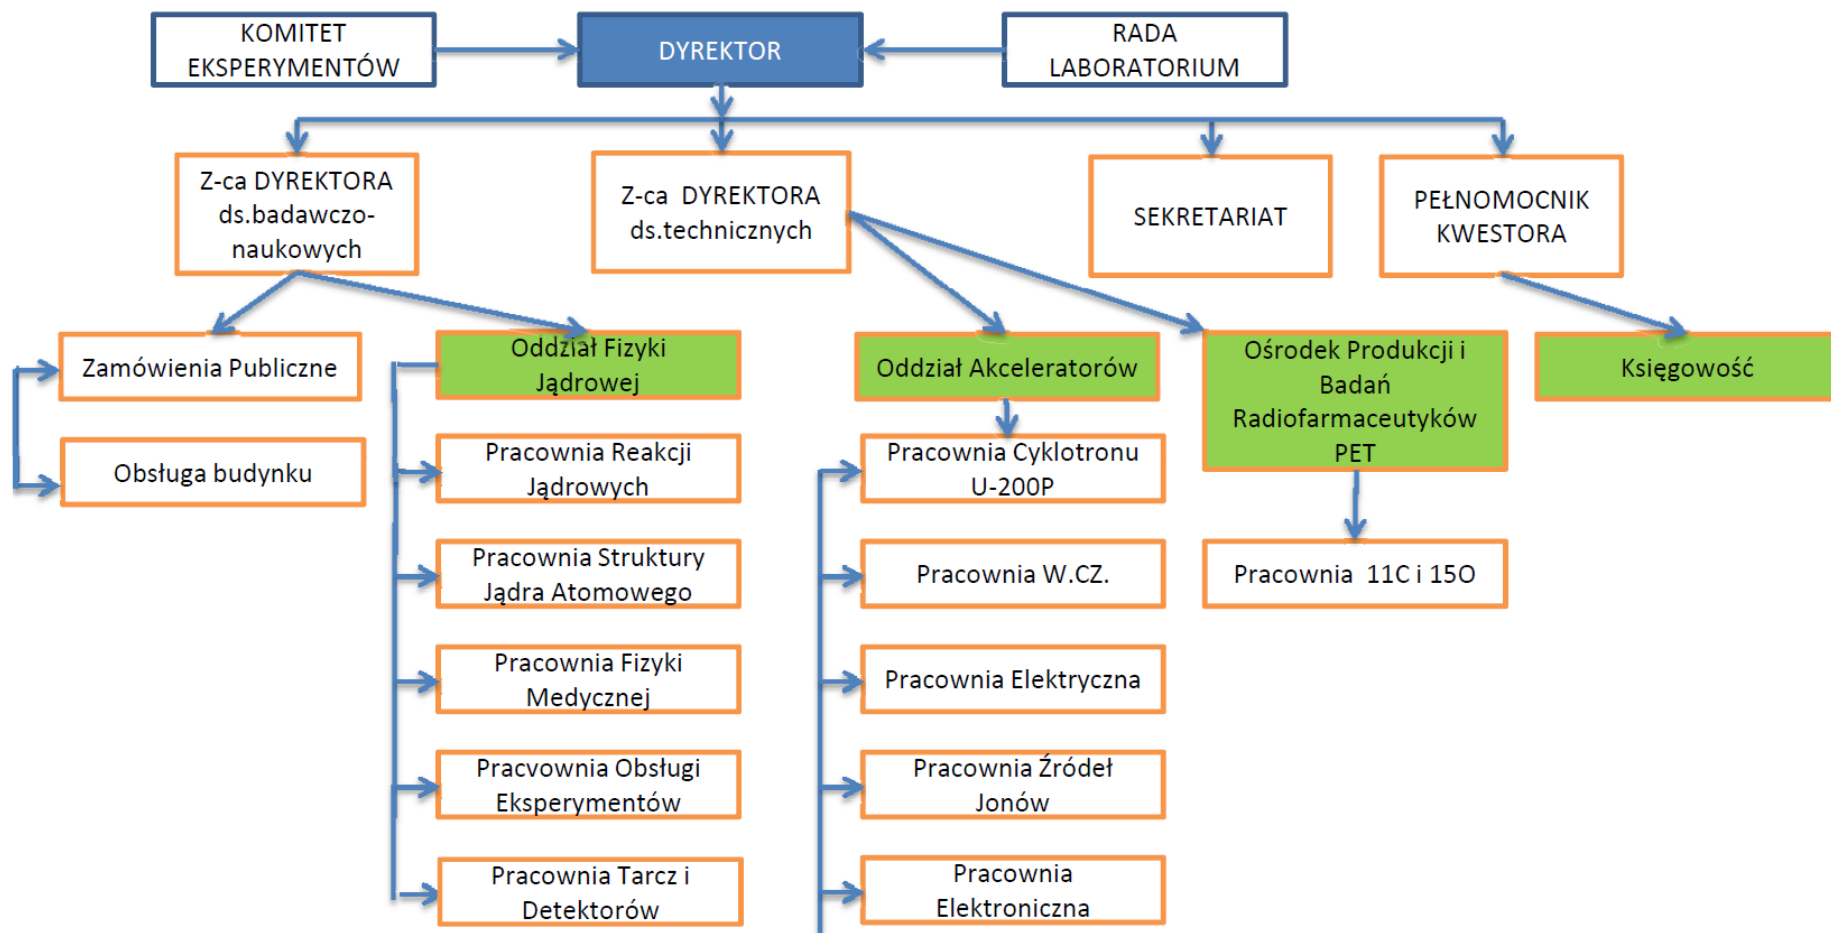 KOMITET
EKSPERYMENTÓW
DYREKTOR
RADA
LABORATORIUM
Z-ca DYREKTORA
ds.badawczo-
naukowych
Z-ca DYREKTORA
ds.technicznych
SEKRETARIAT
PEŁNOMOCNIK
KWESTORA
Zamówienia Publiczne
Oddział Fizyki
Jądrowej
Oddział Akceleratorów
Ośrodek Produkcji i
Badań
Radiofarmaceutyków
PET
Księgowość
Obsługa budynku
Pracownia Reakcji
Jądrowych
Pracownia Cyklotronu
U-200P
Pracownia Struktury
Jądra Atomowego
Pracownia W.CZ.
Pracownia 11C i 15O
Pracownia Fizyki
Medycznej
Pracownia Elektryczna
Pracvownia Obsługi
Eksperymentów
Pracownia Źródeł
Jonów
Pracownia Tarcz i
Detektorów
Pracownia
Elektroniczna